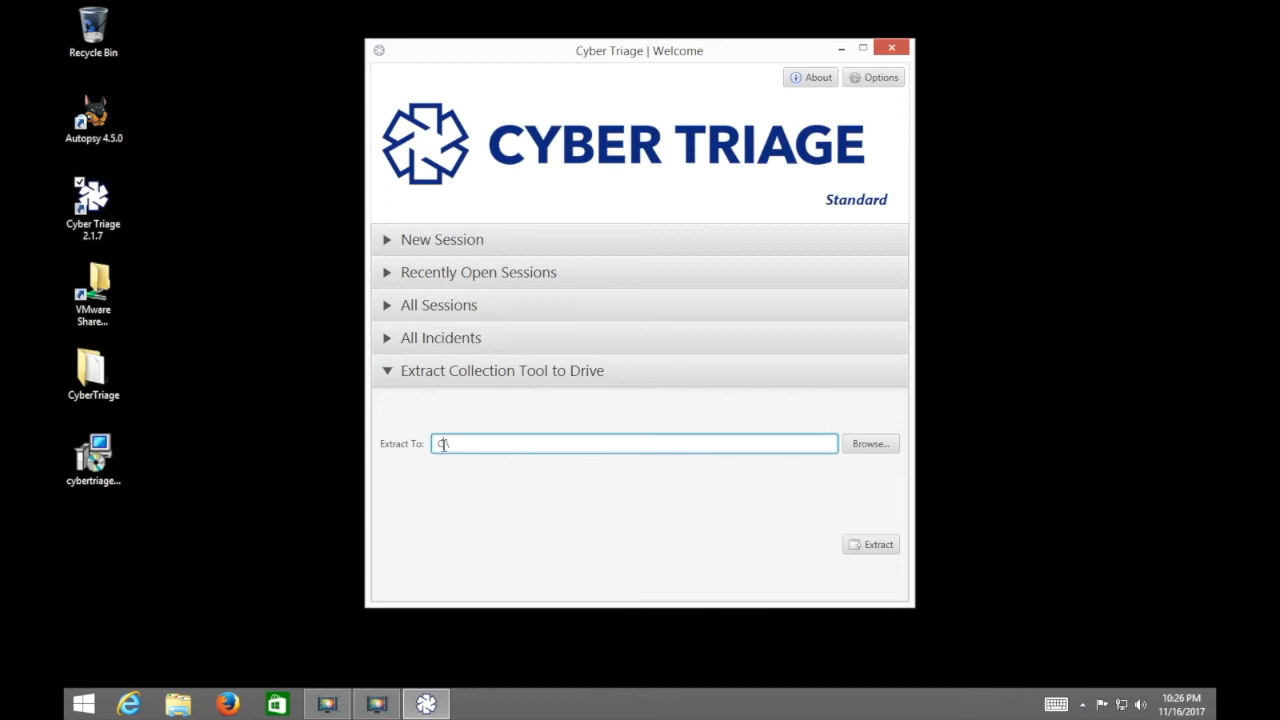 Recycle Bin
Autopsy 4.5.0
Cyber Triage
2.1.7
VMware
Share...
CyberTriage
cybertriage...
Cyber Triage | Welcome
About
Options
CYBER TRIAGE
Standard
New Session
Recently Open Sessions
All Sessions
All Incidents
Extract Collection Tool to Drive
Extract To:
Browse...
Extract
10:26 PM
11/16/2017